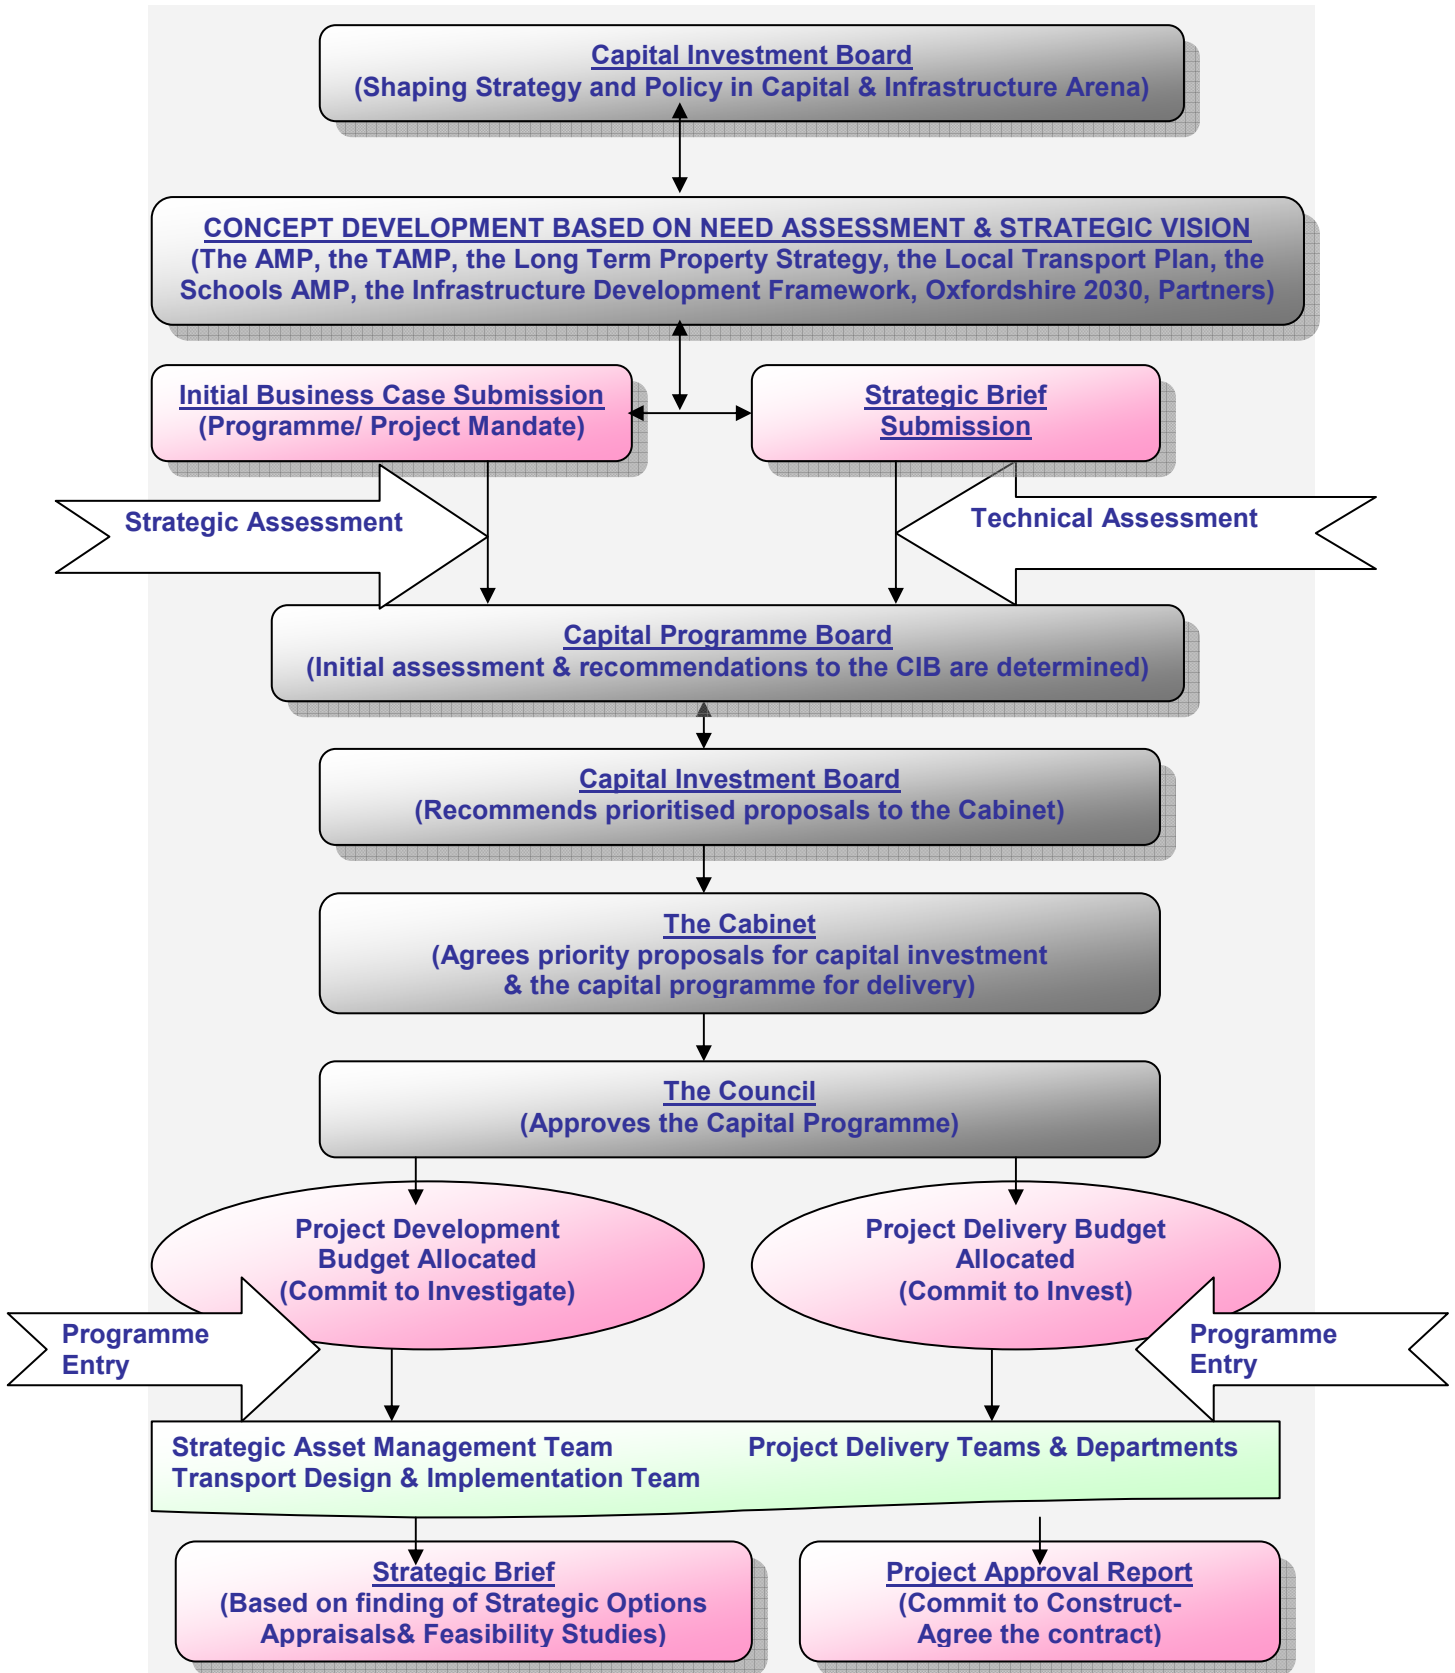 Capital Investment Board
(Shaping Strategy and Policy in Capital & Infrastructure Arena)
CONCEPT DEVELOPMENT BASED ON NEED ASSESSMENT & STRATEGIC VISION
(The AMP, the TAMP, the Long Term Property Strategy, the Local Transport Plan, the
Schools AMP, the Infrastructure Development Framework, Oxfordshire 2030, Partners)
Initial Business Case Submission
(Programme/ Project Mandate)
Strategic Brief
Submission
Strategic Assessment
Technical Assessment
Capital Programme Board
(Initial assessment & recommendations to the CIB are determined)
Capital Investment Board
(Recommends prioritised proposals to the Cabinet)
The Cabinet
(Agrees priority proposals for capital investment
& the capital programme for delivery)
The Council
(Approves the Capital Programme)
Project Development
Budget Allocated
(Commit to Investigate)
Project Delivery Budget
Allocated
(Commit to Invest)
Programme
Entry
Programme
Entry
Strategic Asset Management Team
Transport Design & Implementation Team
Project Delivery Teams & Departments
Strategic Brief
(Based on finding of Strategic Options
Appraisals& Feasibility Studies)
Project Approval Report
(Commit to Construct-
Agree the contract)